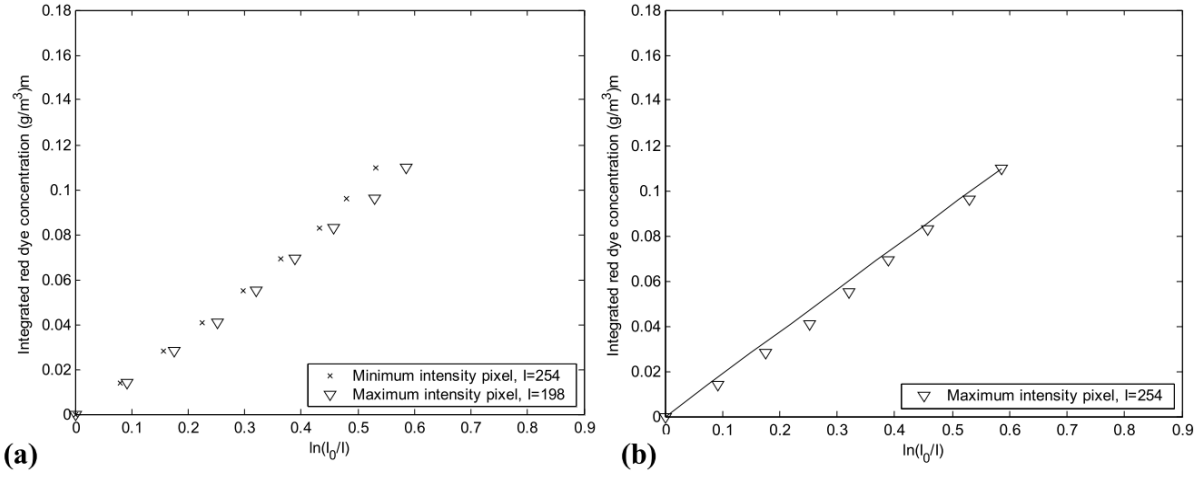 0.18
0.16
0.14
0.12
0.1
0.08
0.06
0.04
0.02
0
Integrated red dye concentration (g/m³)m
Minimum intensity pixel, I=254
Maximum intensity pixel, I=198
0 0.1 0.2 0.3 0.4 0.5 0.6 0.7 0.8 0.9
ln(I₀/I)
(a)
0.18
0.16
0.14
0.12
0.1
0.08
0.06
0.04
0.02
0
Integrated red dye concentration (g/m³)m
Maximum intensity pixel, I=254
0 0.1 0.2 0.3 0.4 0.5 0.6 0.7 0.8 0.9
ln(I₀/I)
(b)